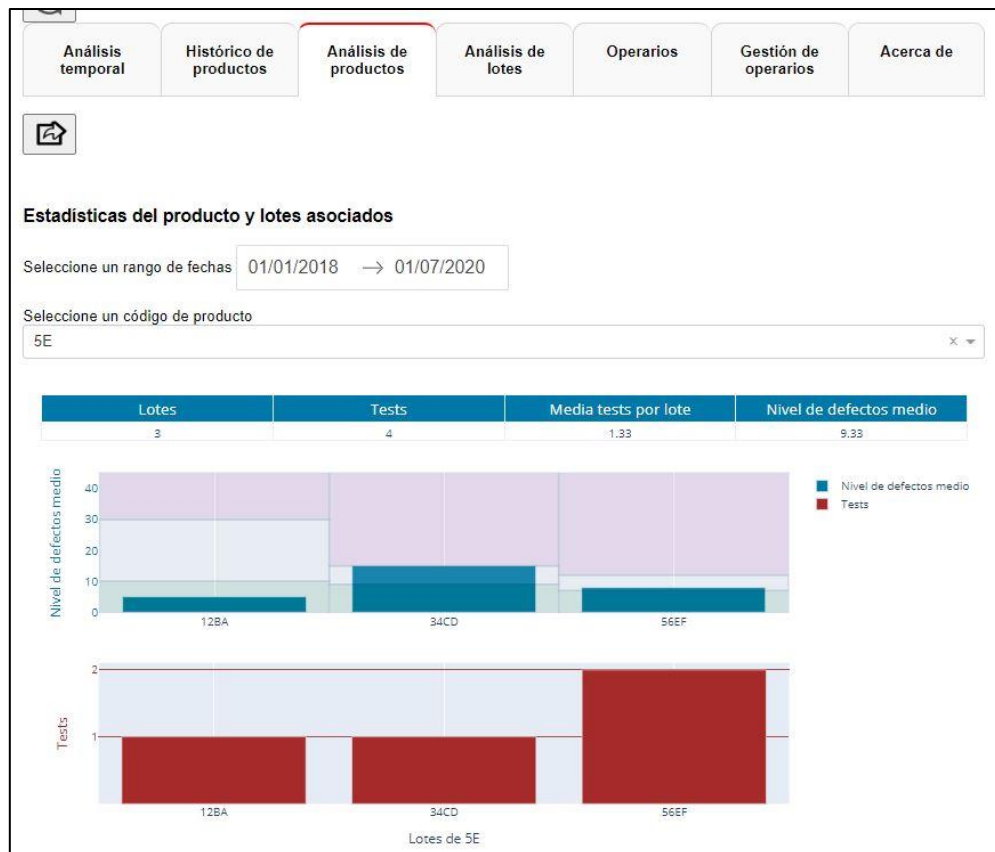 Análisis temporal
Histórico de productos
Análisis de productos
Análisis de lotes
Operarios
Gestión de operarios
Acerca de
Estadísticas del producto y lotes asociados
Seleccione un rango de fechas 01/01/2018 → 01/07/2020
Seleccione un código de producto
5E × 
Lotes Tests Media tests por lote Nivel de defectos medio
3 4 1.33 9.33
Nivel de defectos medio
40
30
20
10
0
12BA 34CD 56EF
Nivel de defectos medio
Tests
Tests
2
1
12BA 34CD 56EF
Lotes de 5E